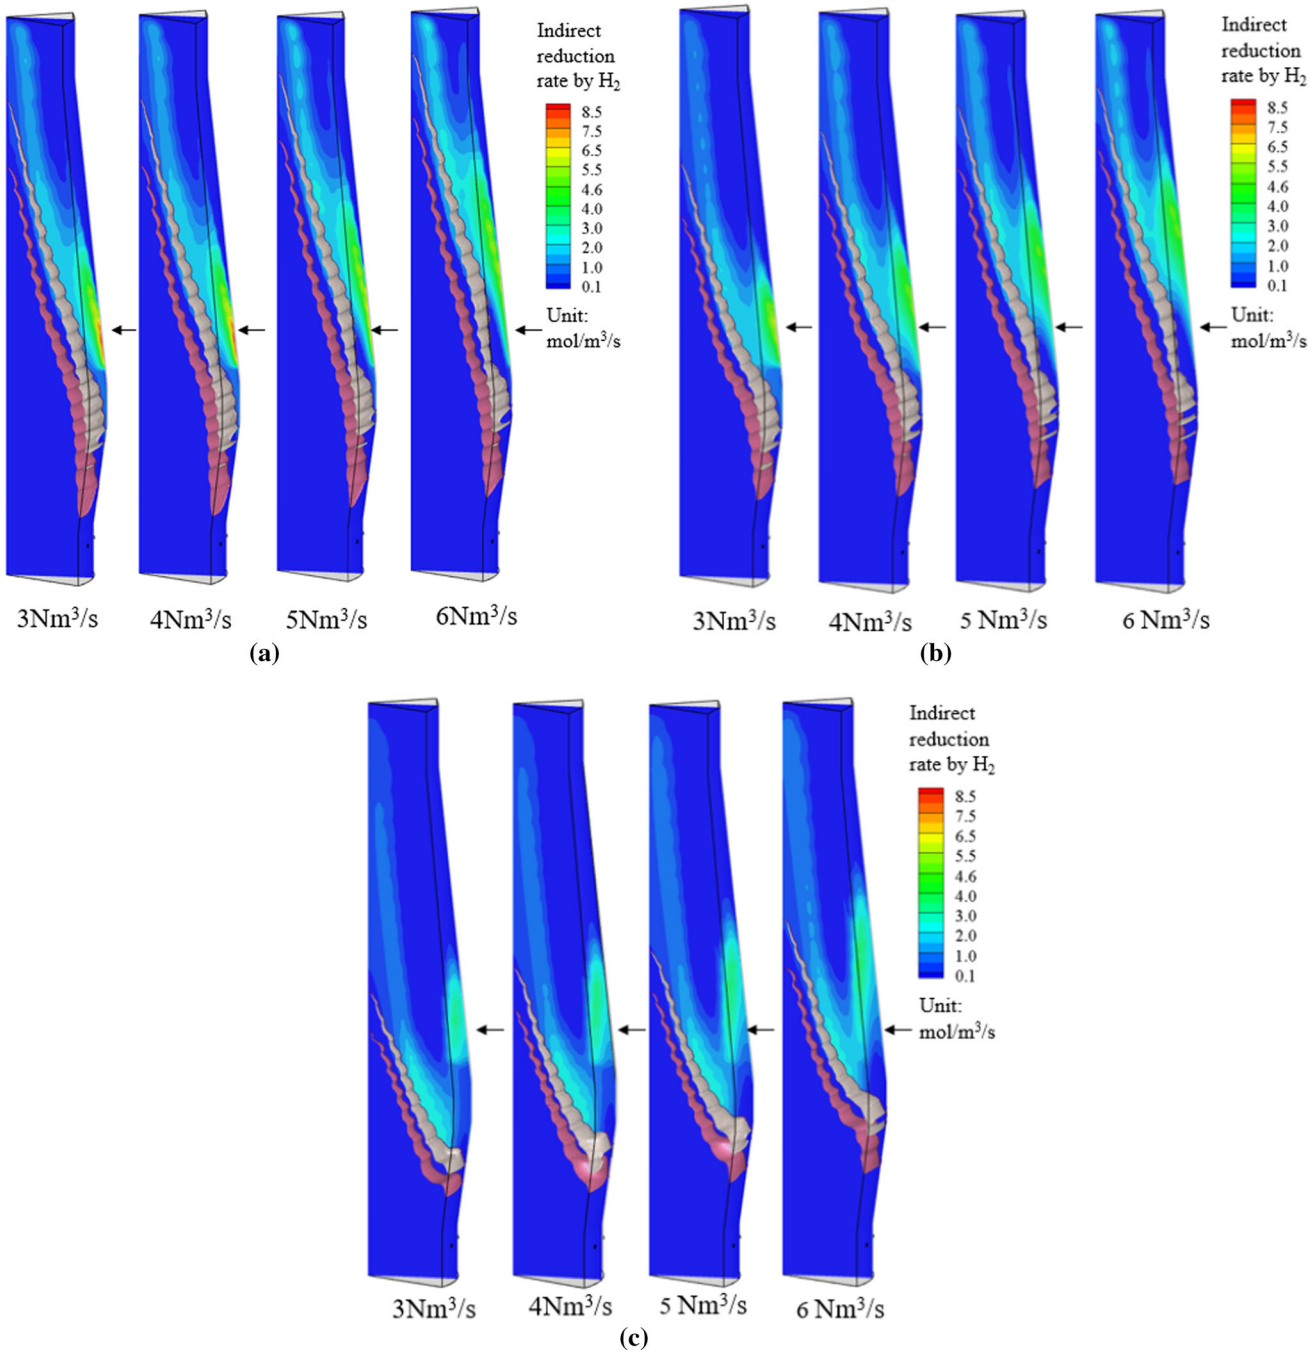 Indirect
reduction
rate by H₂
8.5
7.5
6.5
5.5
4.6
4.0
3.0
2.0
1.0
0.1
Unit:
mol/m³/s
3Nm³/s
4Nm³/s
5Nm³/s
6Nm³/s
(a)
Indirect
reduction
rate by H₂
8.5
7.5
6.5
5.5
4.6
4.0
3.0
2.0
1.0
0.1
Unit:
mol/m³/s
3Nm³/s
4Nm³/s
5 Nm³/s
6 Nm³/s
(b)
Indirect
reduction
rate by H₂
8.5
7.5
6.5
5.5
4.6
4.0
3.0
2.0
1.0
0.1
Unit:
mol/m³/s
3Nm³/s
4Nm³/s
5 Nm³/s
6 Nm³/s
(c)